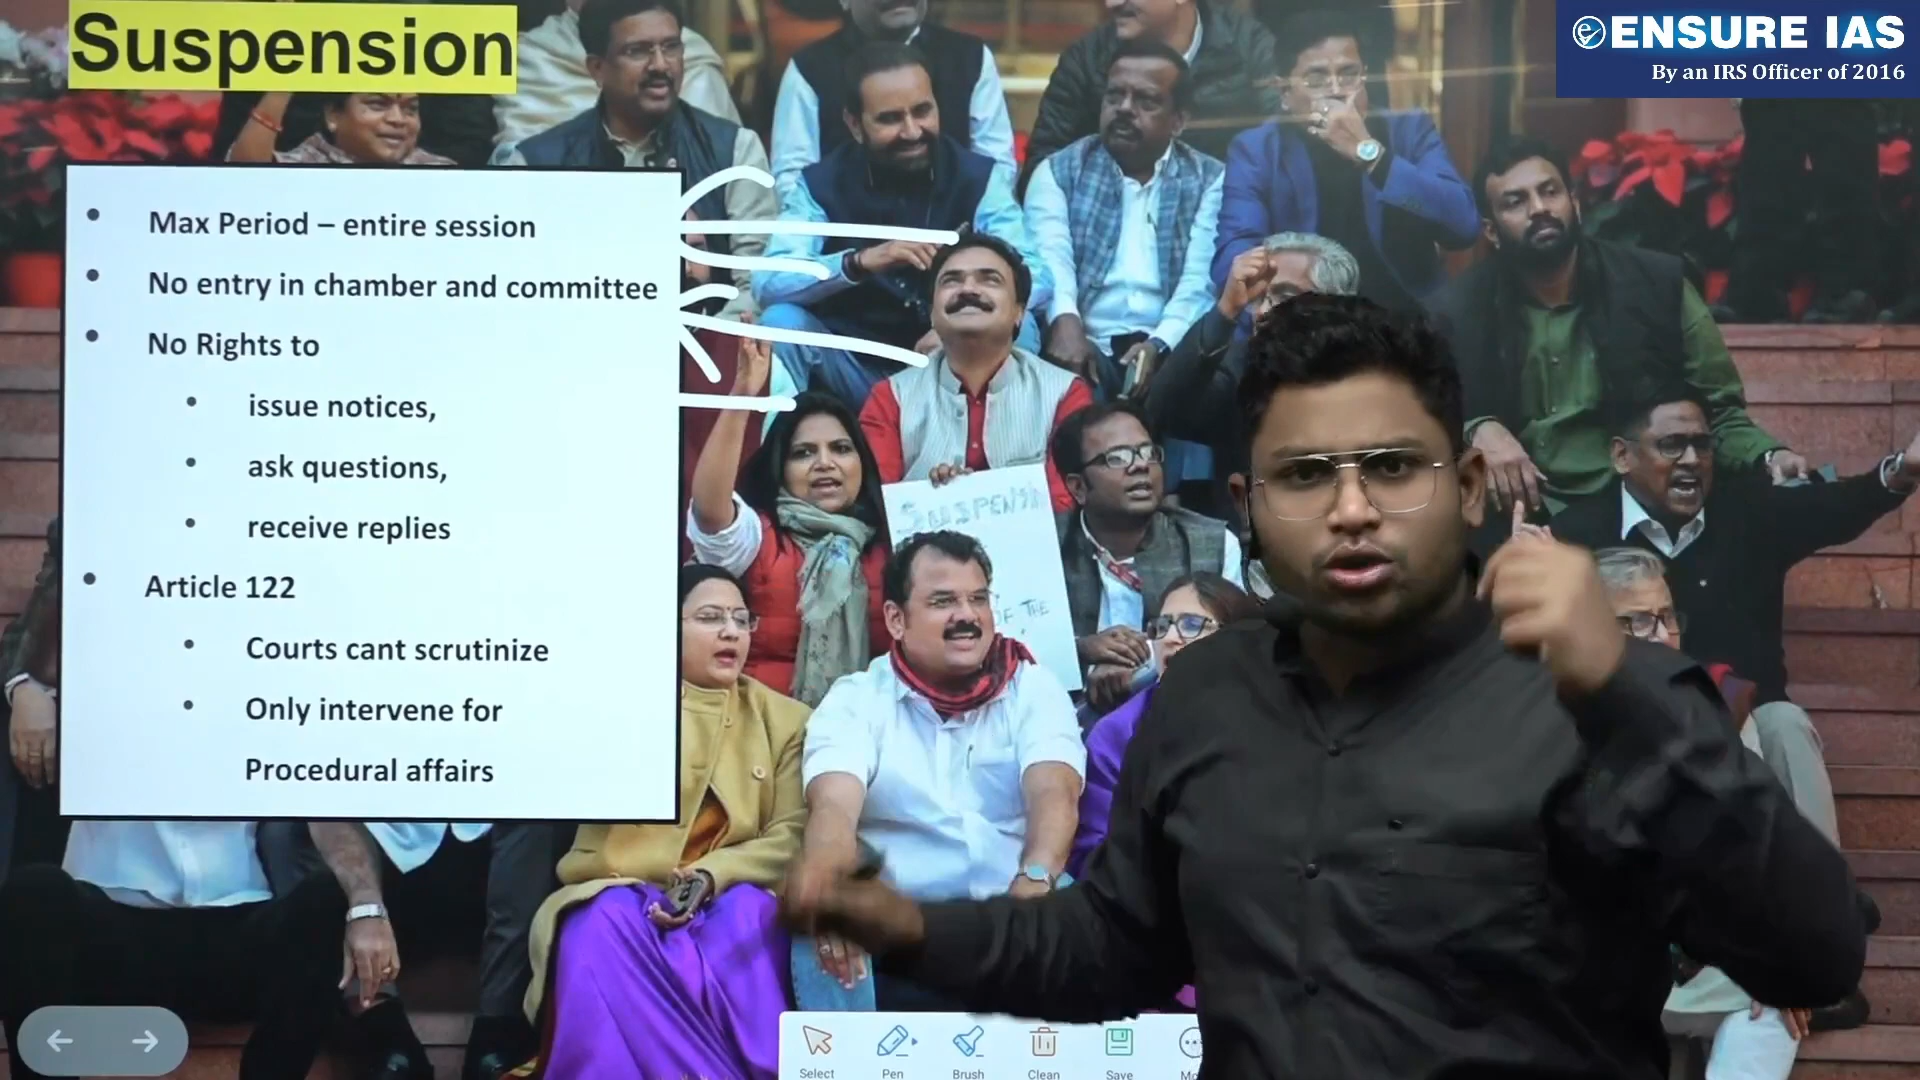 Suspension
ENSURE IAS
By an IRS Officer of 2016
• Max Period – entire session
• No entry in chamber and committee
• No Rights to
• issue notices,
• ask questions,
• receive replies
• Article 122
• Courts cant scrutinize
• Only intervene for
Procedural affairs
OF THE
Select
Pen
Brush
Clean
Save